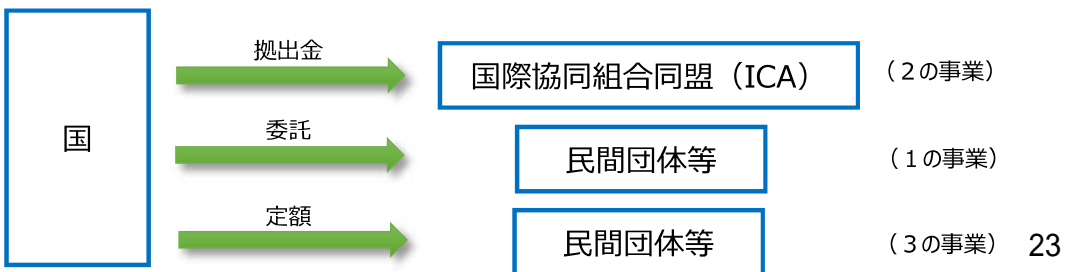 拠出金
国際協同組合同盟（ICA） （２の事業）
国
委託
民間団体等 （１の事業）
定額
民間団体等 （３の事業） 23